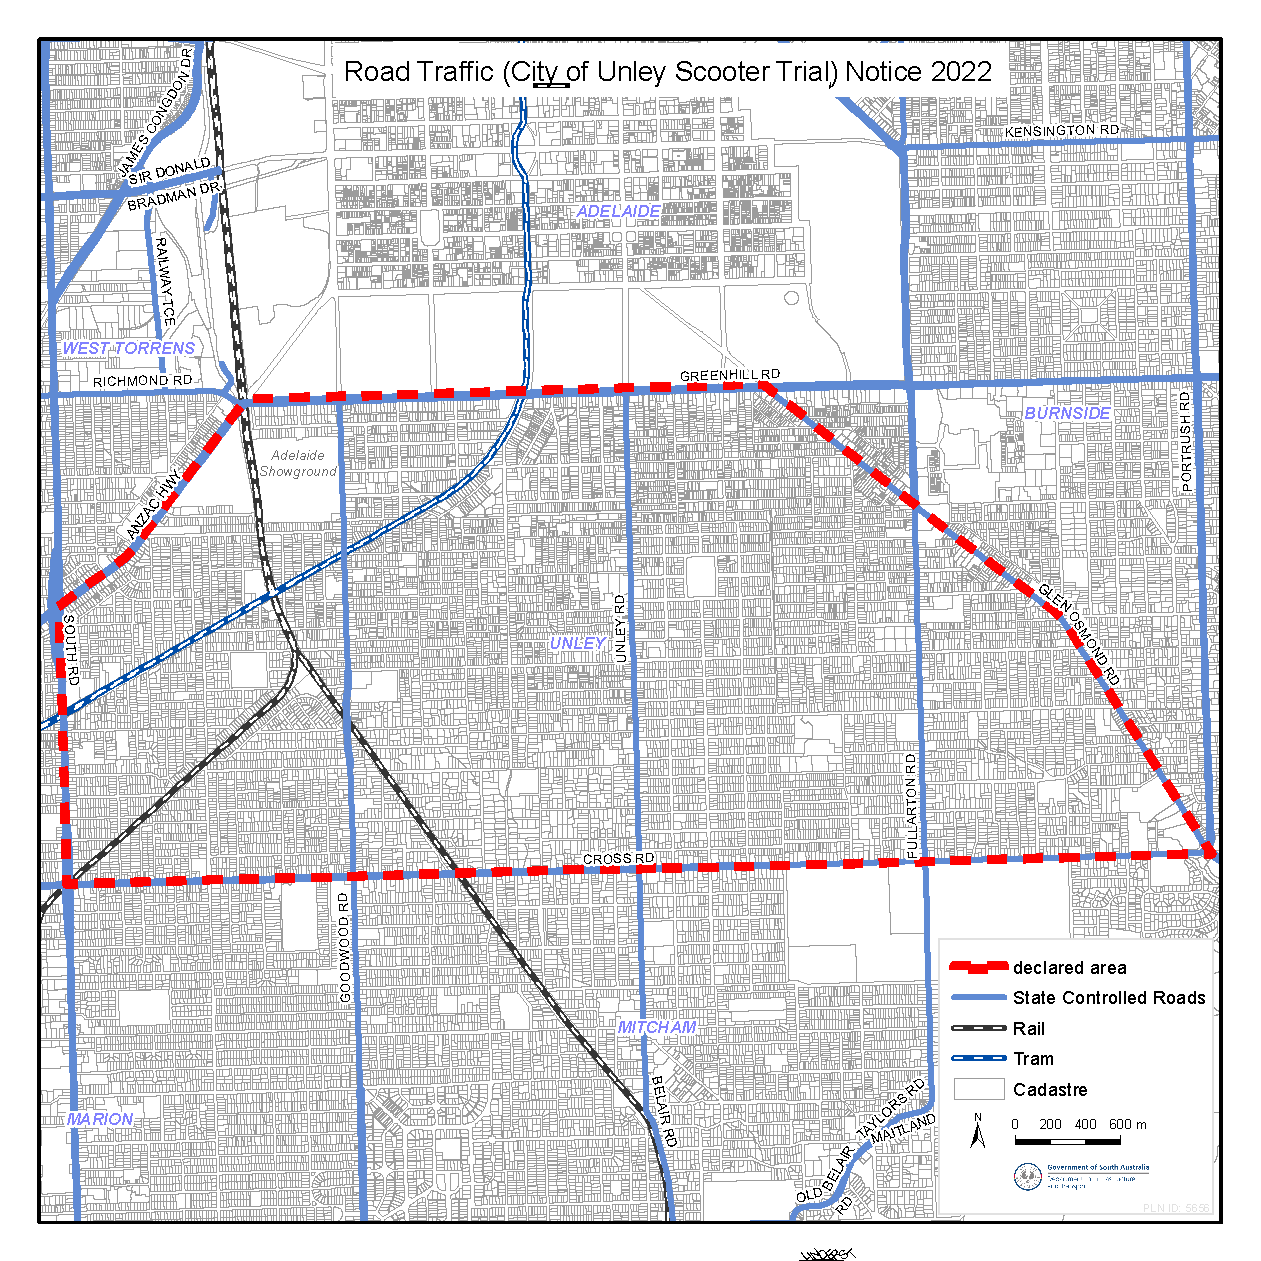 Road Traffic (City of Unley Scooter Trial) Notice 2022
JAMES CONGDON DR
SIR DONALD
BRADMAN DR
KENSINGTON RD
ADELAIDE
RAILWAY TCE
WEST TORRENS
RICHMOND RD
GREENHILL RD
BURNSIDE
PORTRUSH RD
Adelaide
Showground
ANZAC HWY
SOUTH RD
UNLEY
UNLEY RD
GLEN OSMOND RD
FULLARTON RD
CROSS RD
GOODWOOD RD
MITCHAM
MARION
BELAIR RD
TAYLORS RD
MAITLAND
OLD BELAIR
RD
declared area
State Controlled Roads
Rail
Tram
Cadastre
N
0 200 400 600 m
Government of South Australia
PLN ID: 5656